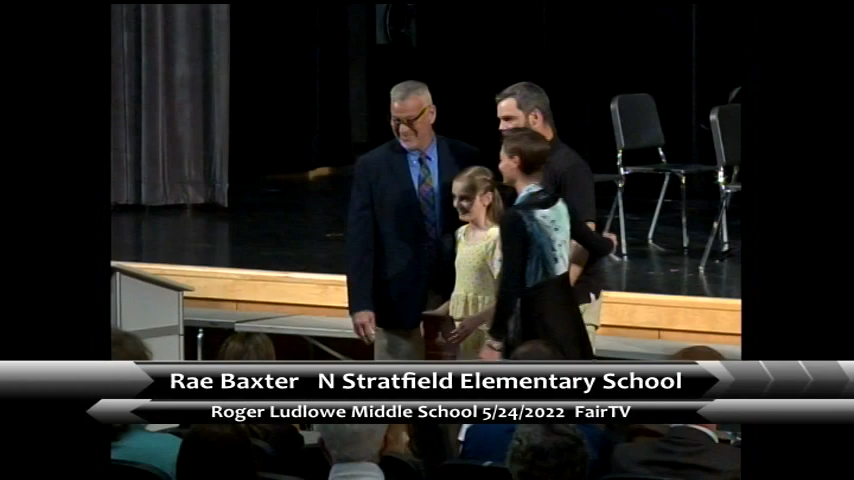 Rae Baxter   N Stratfield Elementary School
Roger Ludlowe Middle School 5/24/2022  FairTV